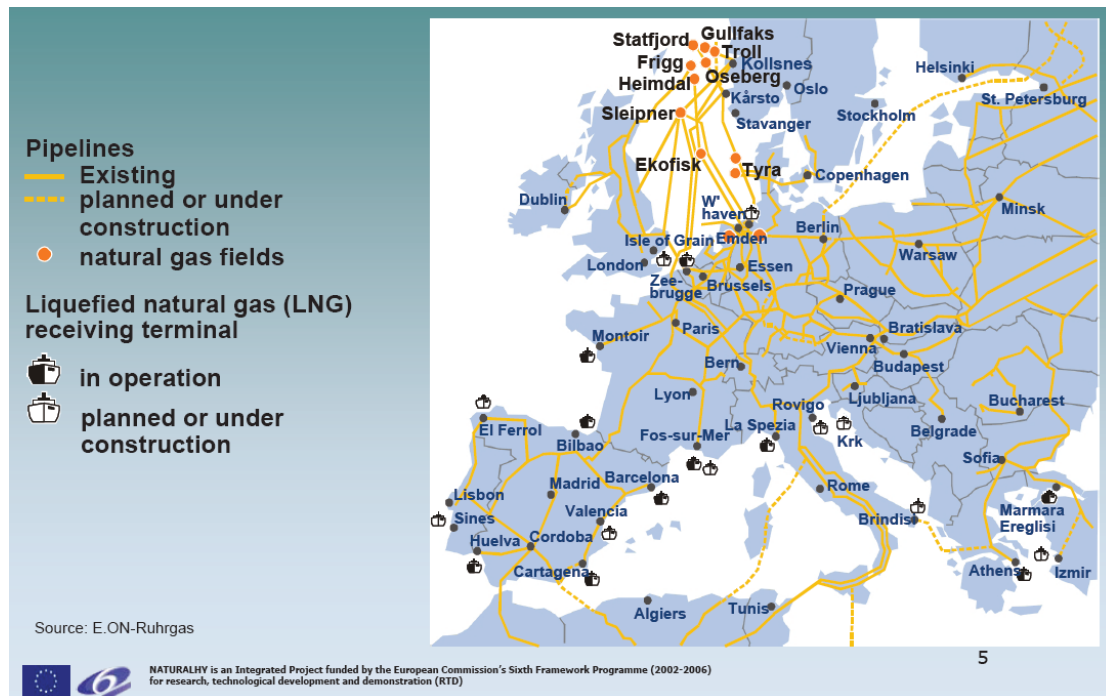 Pipelines
Existing
planned or under
construction
natural gas fields
Liquefied natural gas (LNG)
receiving terminal
in operation
planned or under
construction
Source: E.ON-Ruhrgas
Statfjord
Gullfaks
Troll
Frigg
Kollsnes
Heimdal
Oseberg
Helsinki
Oslo
St. Petersburg
Kårsto
Sleipner
Stavanger
Stockholm
Ekofisk
Tyra
Copenhagen
Dublin
W'
haven
Minsk
Isle of Grain
Emden
Berlin
Warsaw
London
Essen
Zee-
brugge
Brussels
Prague
Montoir
Paris
Bratislava
Vienna
Bern
Budapest
Lyon
Ljubljana
Rovigo
Bucharest
El Ferrol
Bilbao
Fos-sur-Mer
La Spezia
Krk
Belgrade
Sofia
Barcelona
Madrid
Rome
Lisbon
Valencia
Marmara
Ereglisi
Sines
Brindisi
Huelva
Cordoba
Cartagena
Athens
Izmir
Algiers
Tunis
5
NATURALHY is an Integrated Project funded by the European Commission's Sixth Framework Programme (2002-2006)
for research, technological development and demonstration (RTD)